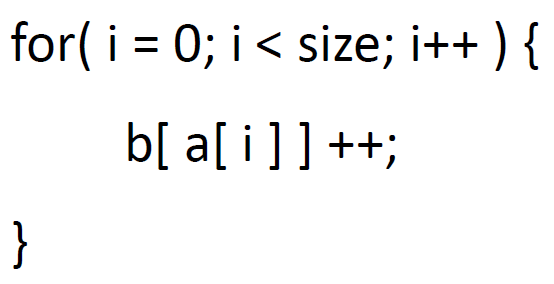 for( i = 0; i < size; i++ ) {
b[ a[ i ] ] ++;
}